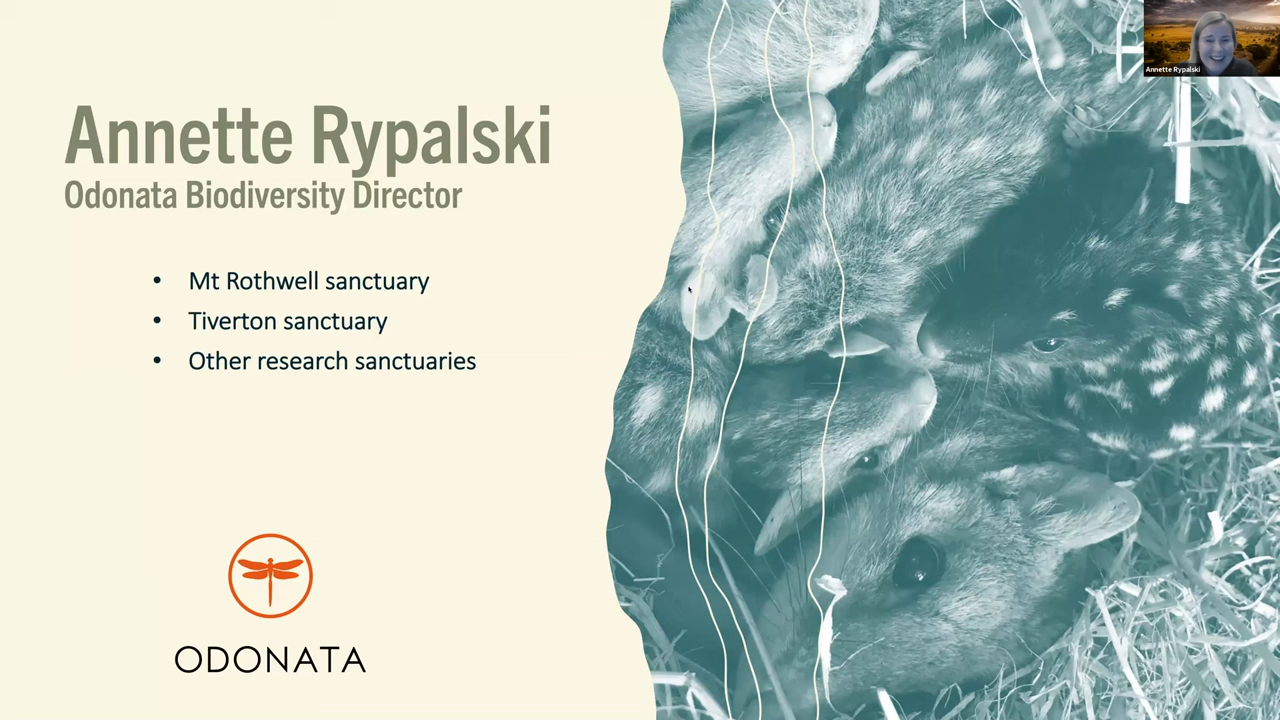 Annette Rypalski
Odonata Biodiversity Director
• Mt Rothwell sanctuary
• Tiverton sanctuary
• Other research sanctuaries
ODONATA
Annette Rypalski